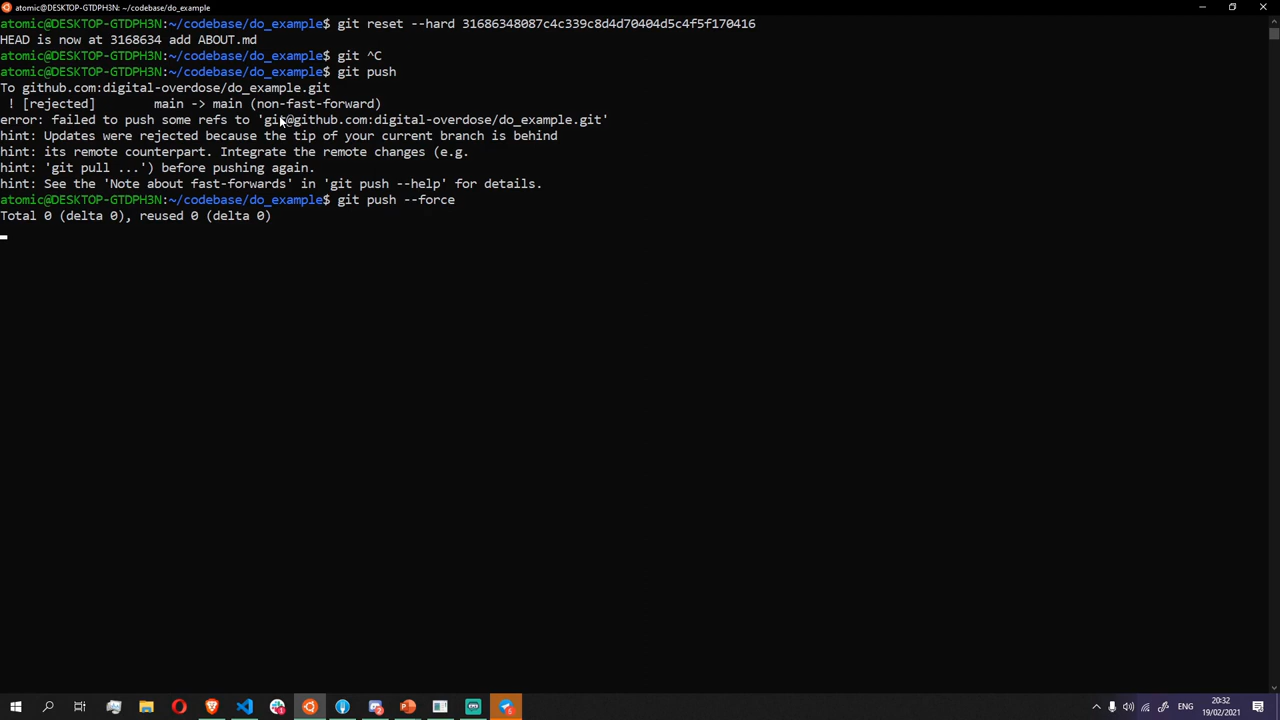 atomic@DESKTOP-GTDPH3N: ~/codebase/do_example
atomic@DESKTOP-GTDPH3N:~/codebase/do_example$ git reset --hard 31686348087c4c339c8d4d70404d5c4f5f170416
HEAD is now at 3168634 add ABOUT.md
atomic@DESKTOP-GTDPH3N:~/codebase/do_example$ git ^C
atomic@DESKTOP-GTDPH3N:~/codebase/do_example$ git push
To github.com:digital-overdose/do_example.git
 ! [rejected]        main -> main (non-fast-forward)
error: failed to push some refs to 'git@github.com:digital-overdose/do_example.git'
hint: Updates were rejected because the tip of your current branch is behind
hint: its remote counterpart. Integrate the remote changes (e.g.
hint: 'git pull ...') before pushing again.
hint: See the 'Note about fast-forwards' in 'git push --help' for details.
atomic@DESKTOP-GTDPH3N:~/codebase/do_example$ git push --force
Total 0 (delta 0), reused 0 (delta 0)
ENG
20:32
19/02/2021